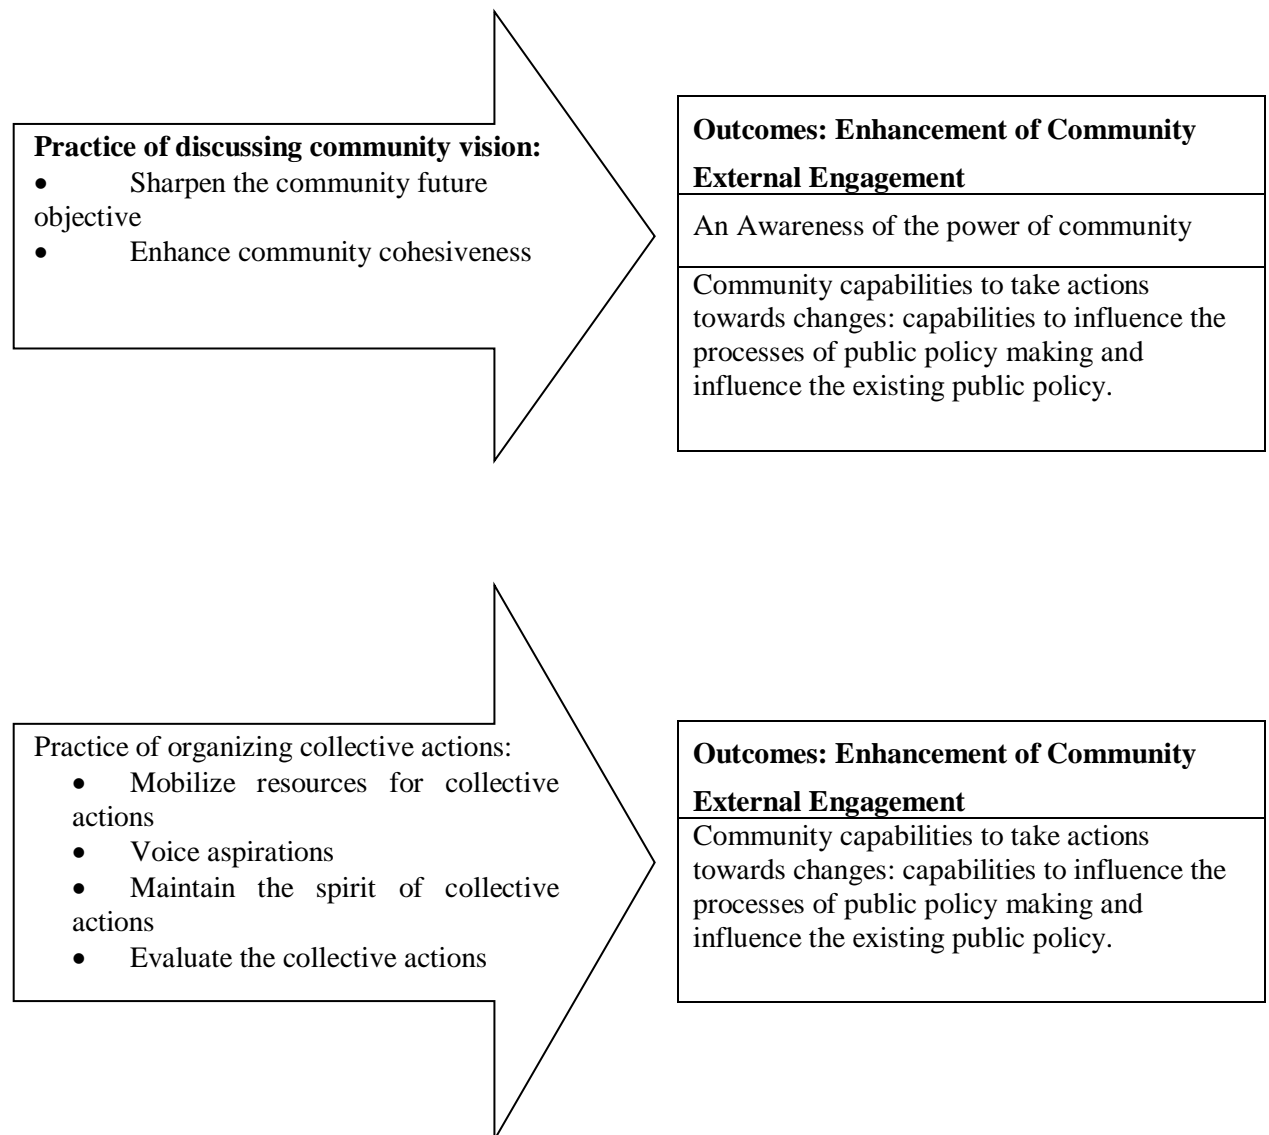 Practice of discussing community vision:
• Sharpen the community future
objective
• Enhance community cohesiveness
Outcomes: Enhancement of Community
External Engagement
An Awareness of the power of community
Community capabilities to take actions
towards changes: capabilities to influence the
processes of public policy making and
influence the existing public policy.
Practice of organizing collective actions:
• Mobilize resources for collective
actions
• Voice aspirations
• Maintain the spirit of collective
actions
• Evaluate the collective actions
Outcomes: Enhancement of Community
External Engagement
Community capabilities to take actions
towards changes: capabilities to influence the
processes of public policy making and
influence the existing public policy.